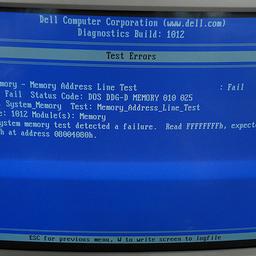 Dell Computer Corporation (www.dell.com)
Diagnostics Build: 1012
Test Errors
mory - Memory Address Line Test : Fail
Fail Status Code: DOS DDG-D MEMORY 010 025
System_Memory Test: Memory_Address_Line_Test
e: 1012 Module(s): Memory
ystem memory test detected a failure. Read FFFFFFFFh, expect
h at address 08004080h.
ESC for previous menu, W to write screen to logfile